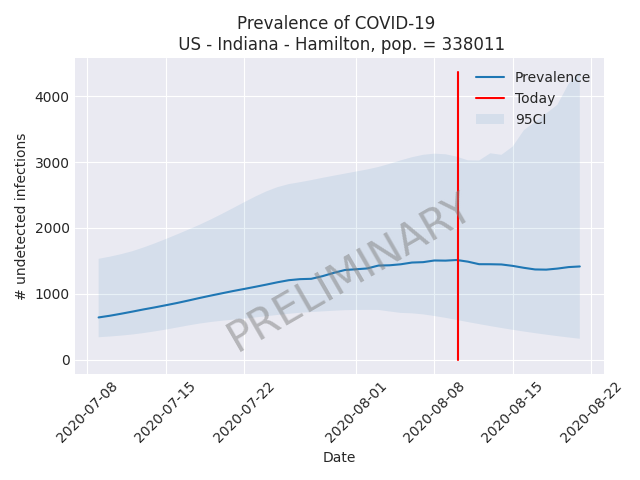 Prevalence of COVID-19
US - Indiana - Hamilton, pop. = 338011
Prevalence
Today
95CI
4000
3000
2000
1000
0
# undetected infections
PRELIMINARY
2020-07-08
2020-07-15
2020-07-22
2020-08-01
2020-08-08
2020-08-15
2020-08-22
Date